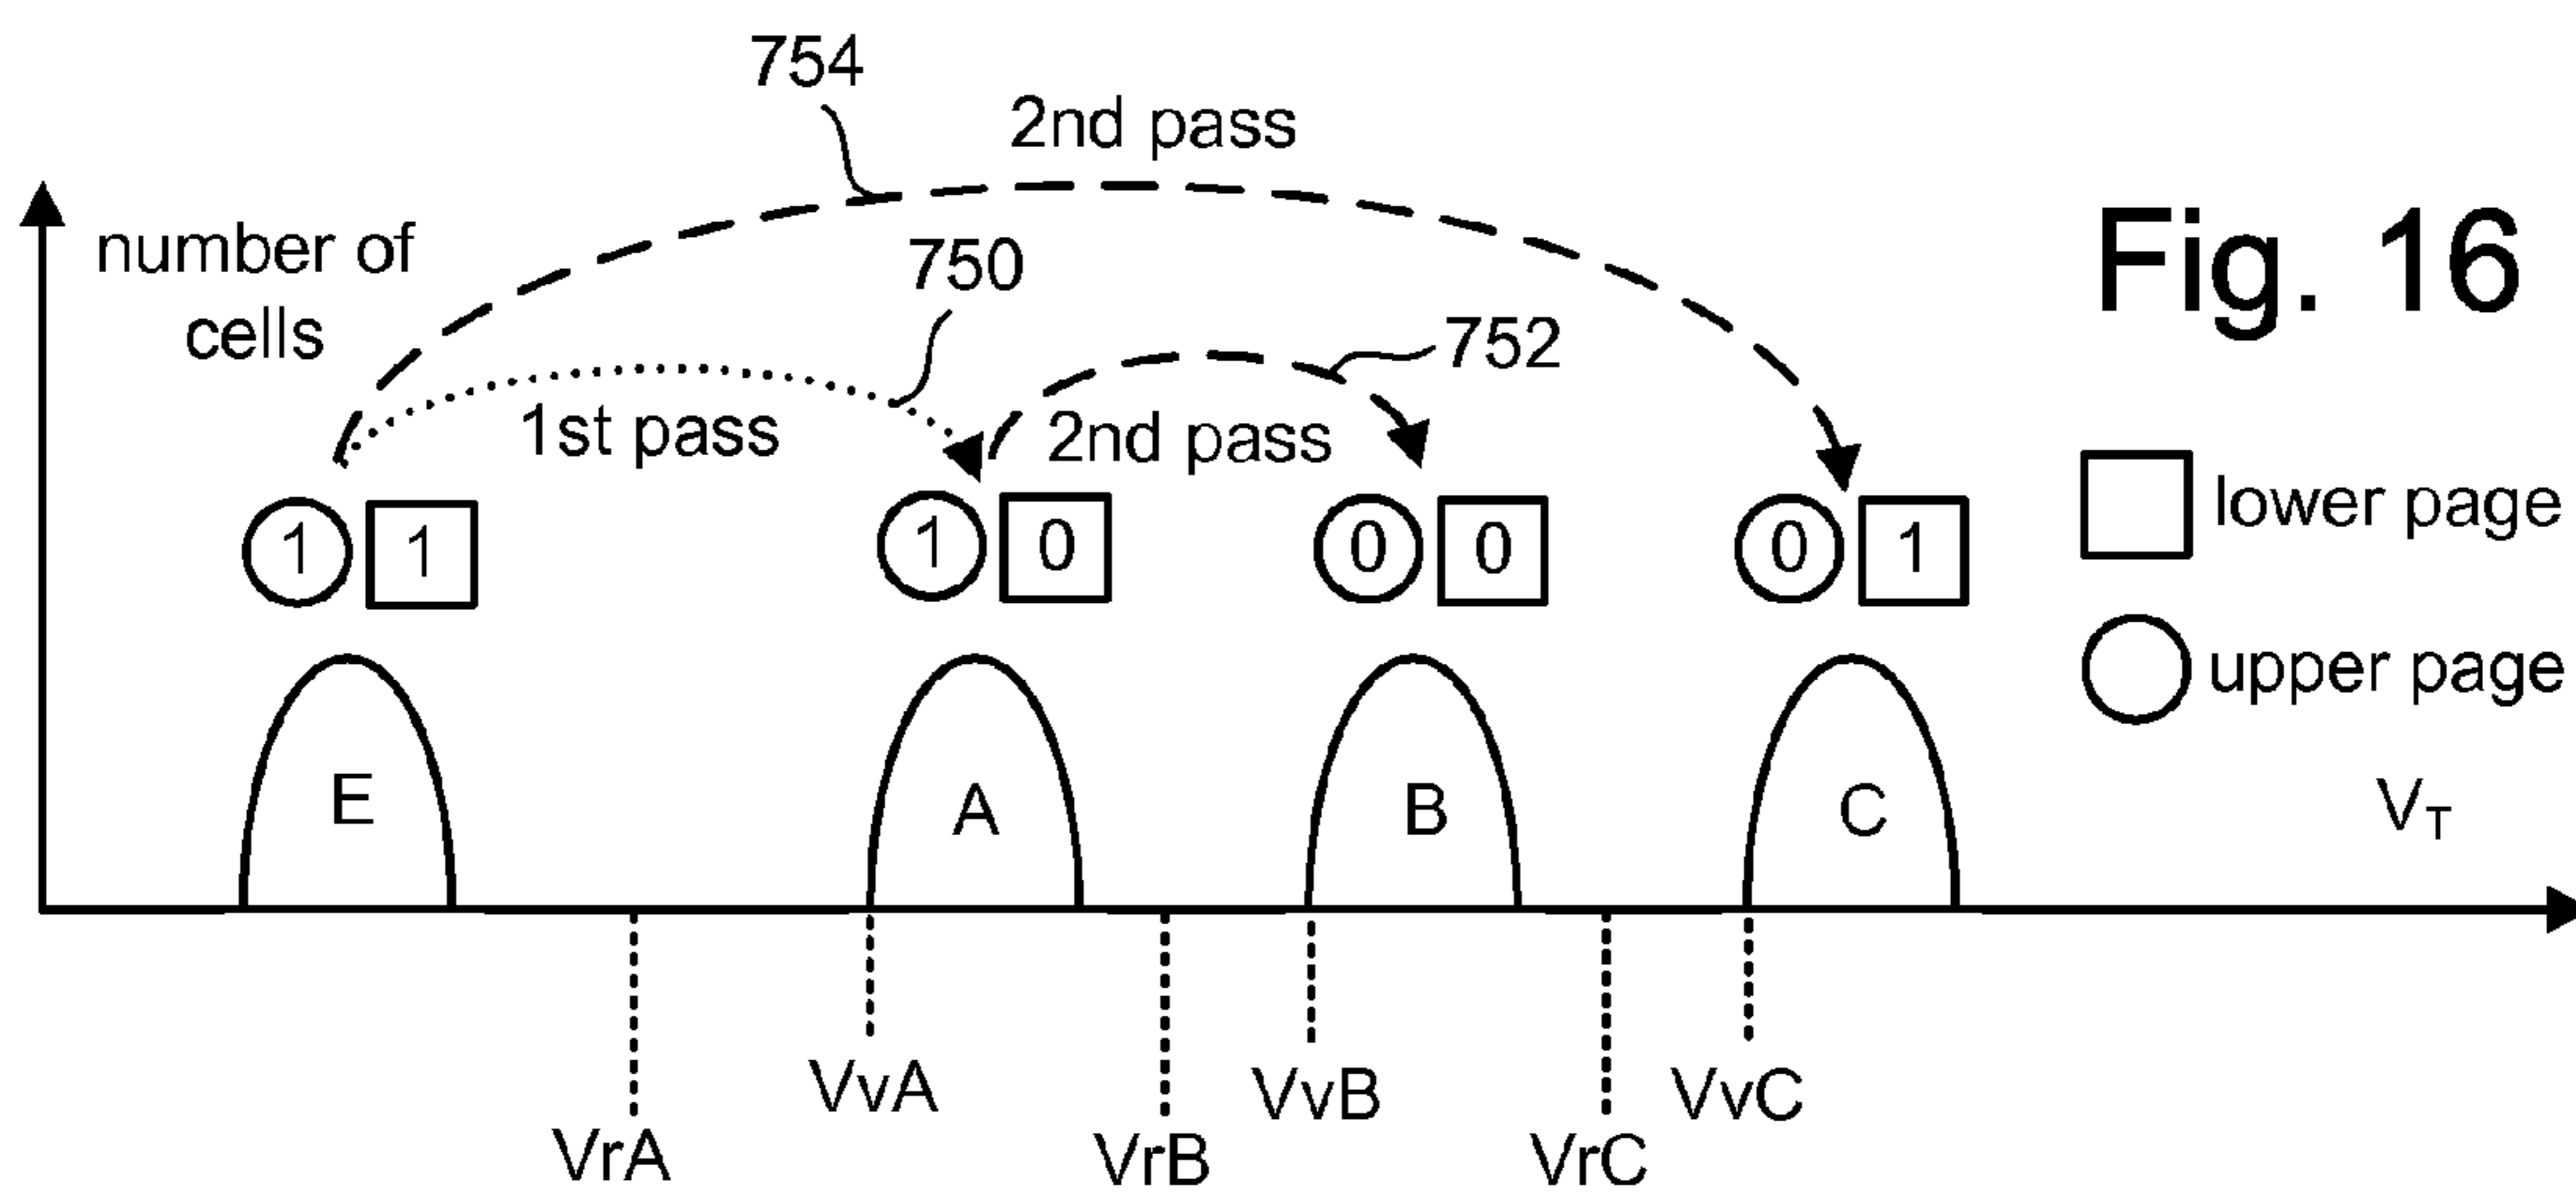 754
2nd pass
number of
cells
750
752
Fig. 16
1st pass
2nd pass
1 1
1 0
0 0
0 1
lower page
upper page
E
A
B
C
VT
VvA
VvB
VvC
VrA
VrB
VrC